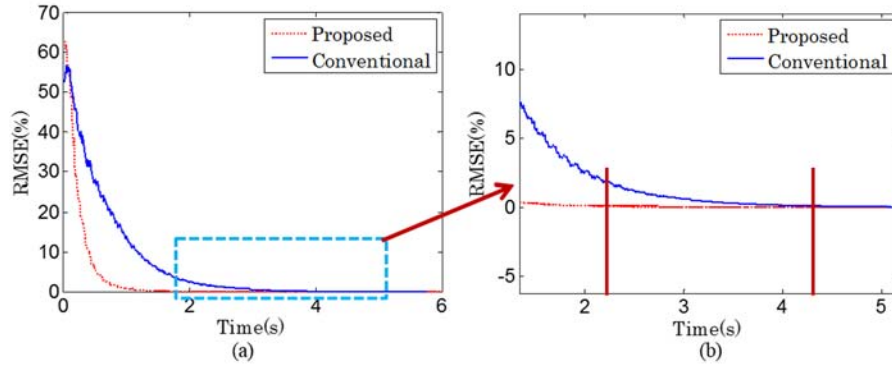 70
60
50
40
30
20
10
0
RMSE(%)
Proposed
Conventional
0
2
4
6
Time(s)
(a)
10
5
0
-5
RMSE(%)
Proposed
Conventional
2
3
4
5
Time(s)
(b)